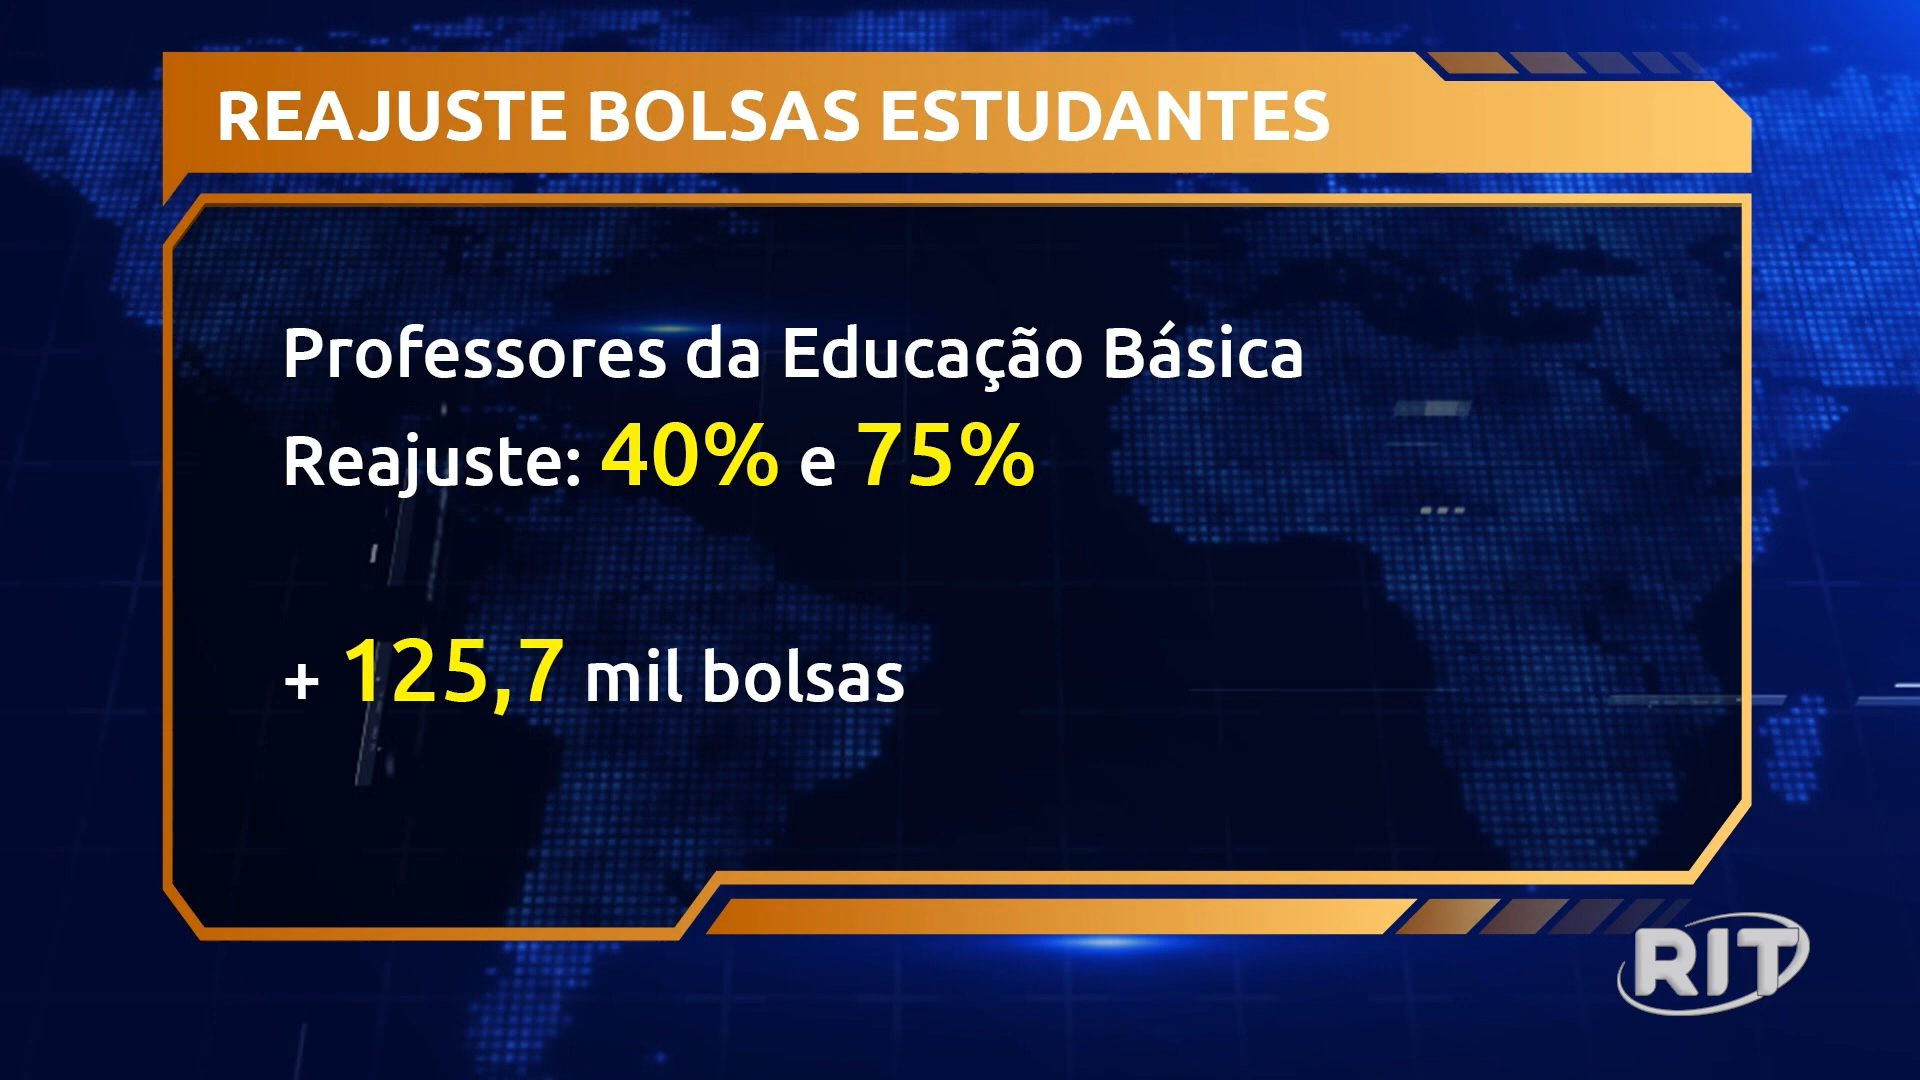 REAJUSTE BOLSAS ESTUDANTES
Professores da Educação Básica
Reajuste: 40% e 75%
+ 125,7 mil bolsas
RIT